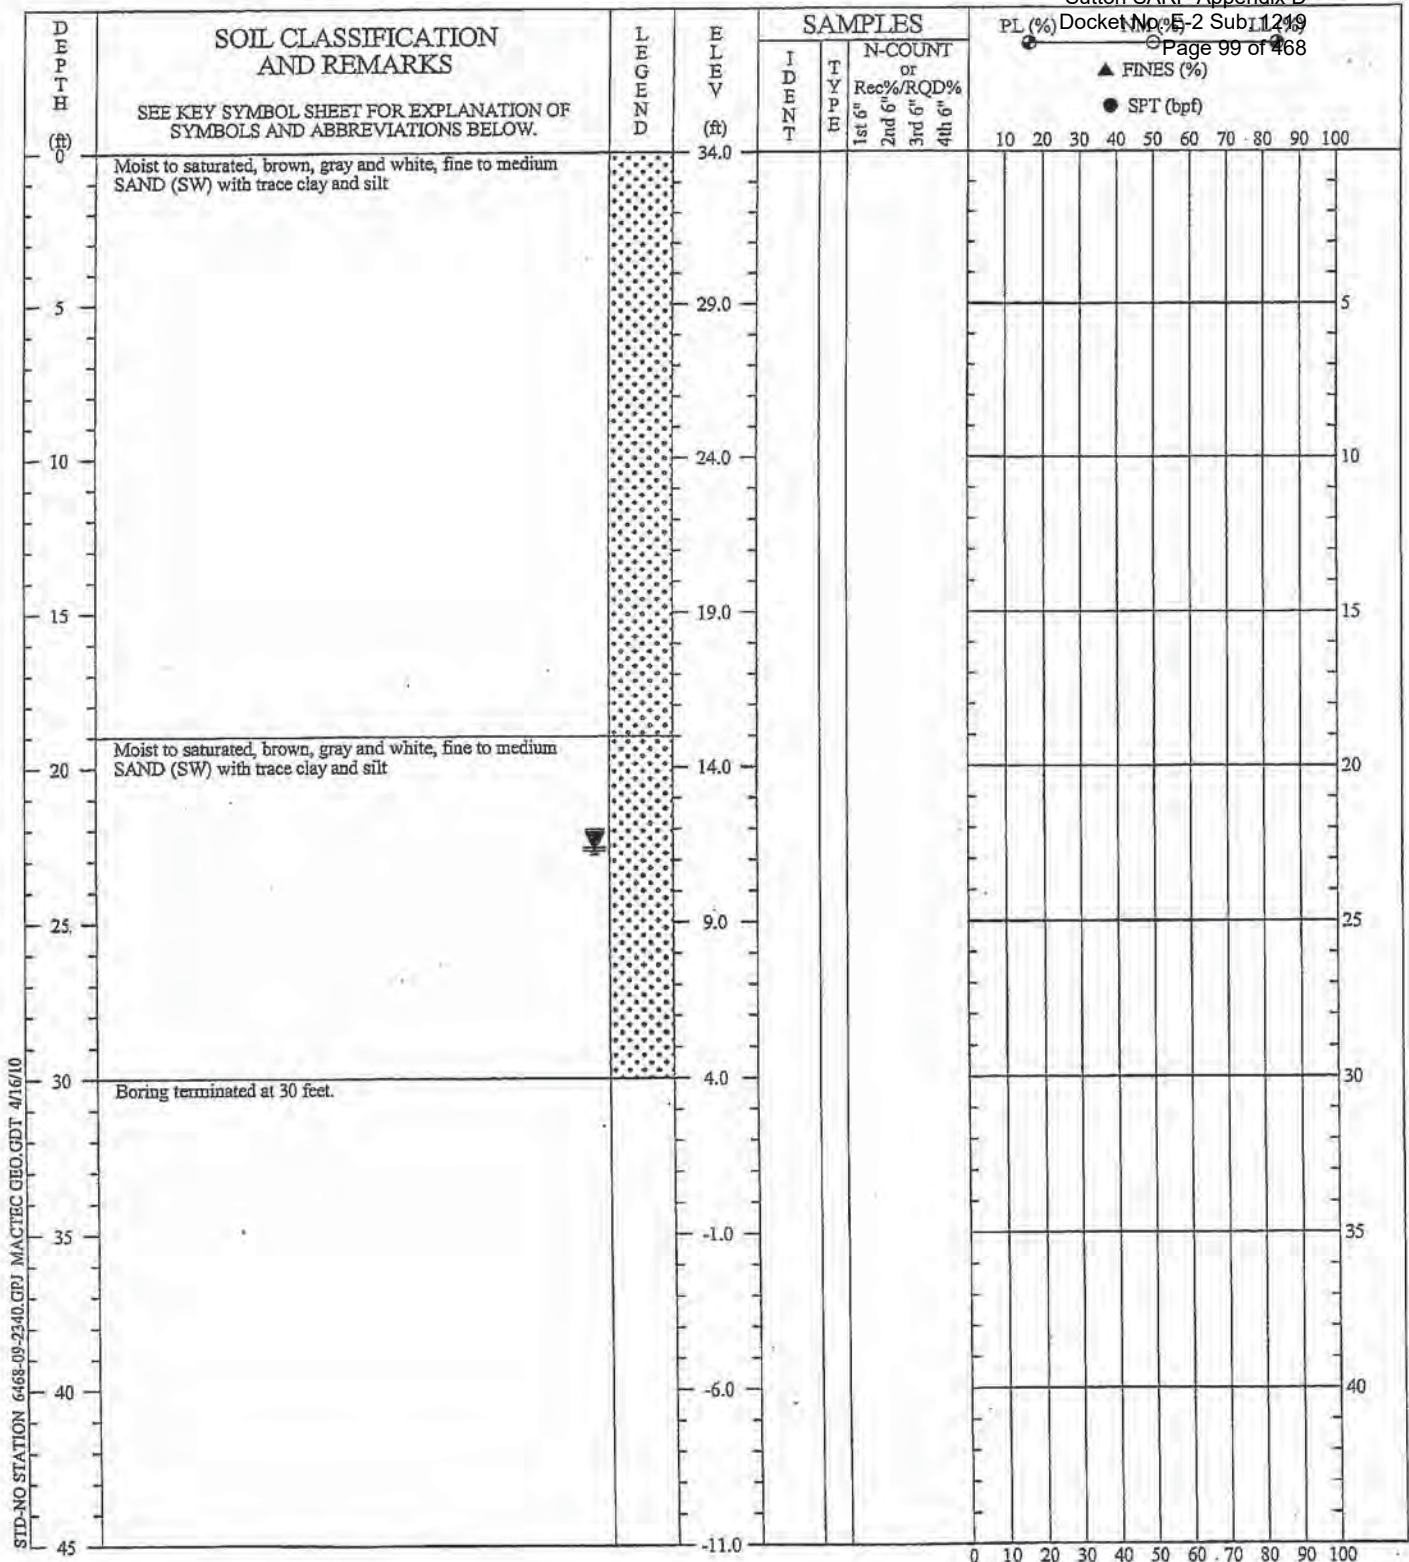 Docket No. E-2 Sub 1219
Page 99 of 468
DEPTH
(ft)
SOIL CLASSIFICATION
AND REMARKS
SEE KEY SYMBOL SHEET FOR EXPLANATION OF
SYMBOLS AND ABBREVIATIONS BELOW.
LEGEND
ELEV
(ft)
SAMPLES
IDENT
TYPE
N-COUNT
or
Rec%/RQD%
1st 6"
2nd 6"
3rd 6"
4th 6"
PL (%) NM (%) LL (%)
▲ FINES (%)
● SPT (bpf)
10 20 30 40 50 60 70 80 90 100
0
Moist to saturated, brown, gray and white, fine to medium
SAND (SW) with trace clay and silt
34.0
5 29.0 5
10 24.0 10
15 19.0 15
Moist to saturated, brown, gray and white, fine to medium
SAND (SW) with trace clay and silt
20 14.0 20
25 9.0 25
30 4.0 30
Boring terminated at 30 feet.
35 -1.0 35
40 -6.0 40
45 -11.0
0 10 20 30 40 50 60 70 80 90 100
STD-NO STATION 6468-09-2340.GPJ MACTEC GEO.GDT 4/16/10